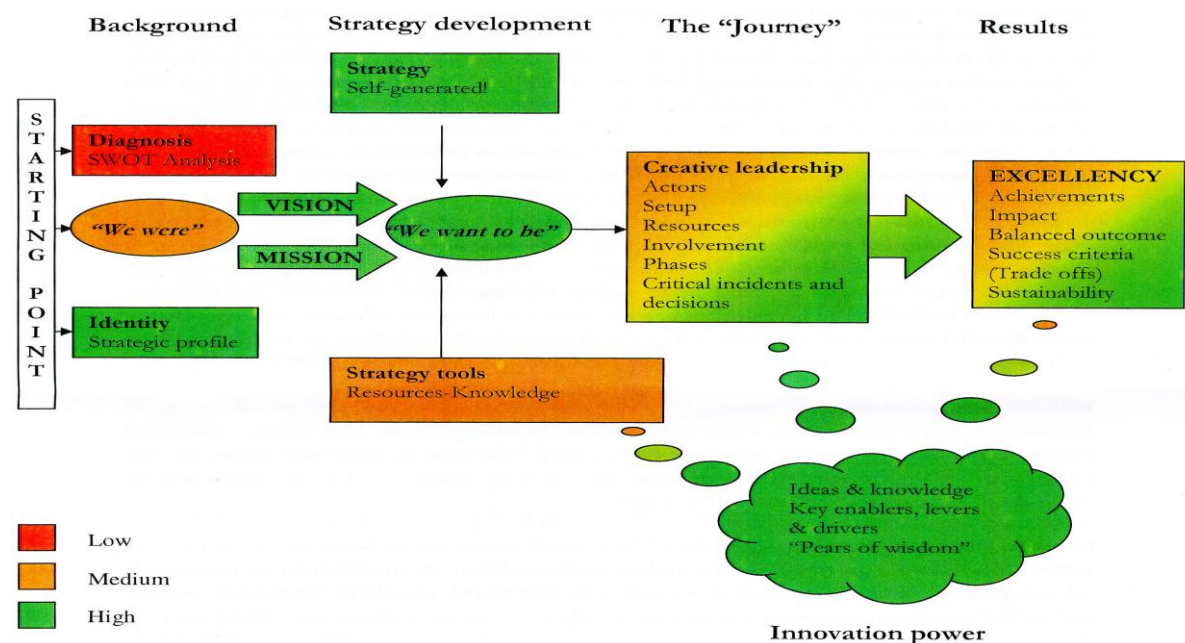 Background
Strategy development
The “Journey”
Results
STARTING POINT
Strategy
Self-generated!
Diagnosis
SWOT Analysis
“We were”
VISION
MISSION
“We want to be”
Identity
Strategic profile
Strategy tools
Resources-Knowledge
Creative leadership
Actors
Setup
Resources
Involvement
Phases
Critical incidents and
decisions
EXCELLENCY
Achievements
Impact
Balanced outcome
Success criteria
(Trade offs)
Sustainability
Ideas & knowledge
Key enablers, levers
& drivers
“Pears of wisdom”
Innovation power
Low
Medium
High